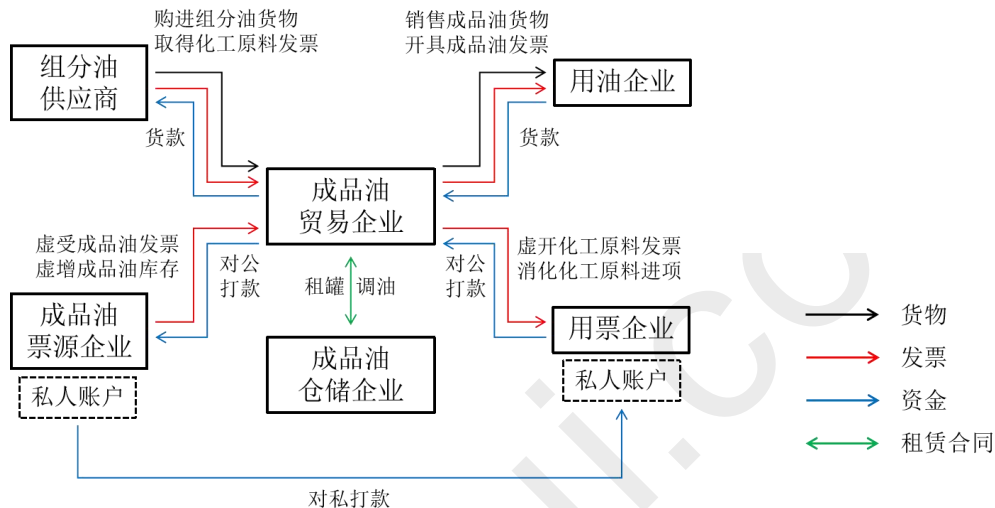 购进组分油货物
取得化工原料发票
销售成品油货物
开具成品油发票
组分油
供应商
用油企业
货款
货款
成品油
贸易企业
虚受成品油发票
虚增成品油库存
对公
打款
租罐
调油
对公
打款
虚开化工原料发票
消化化工原料进项
成品油
票源企业
成品油
仓储企业
用票企业
私人账户
私人账户
对私打款
货物
发票
资金
租赁合同